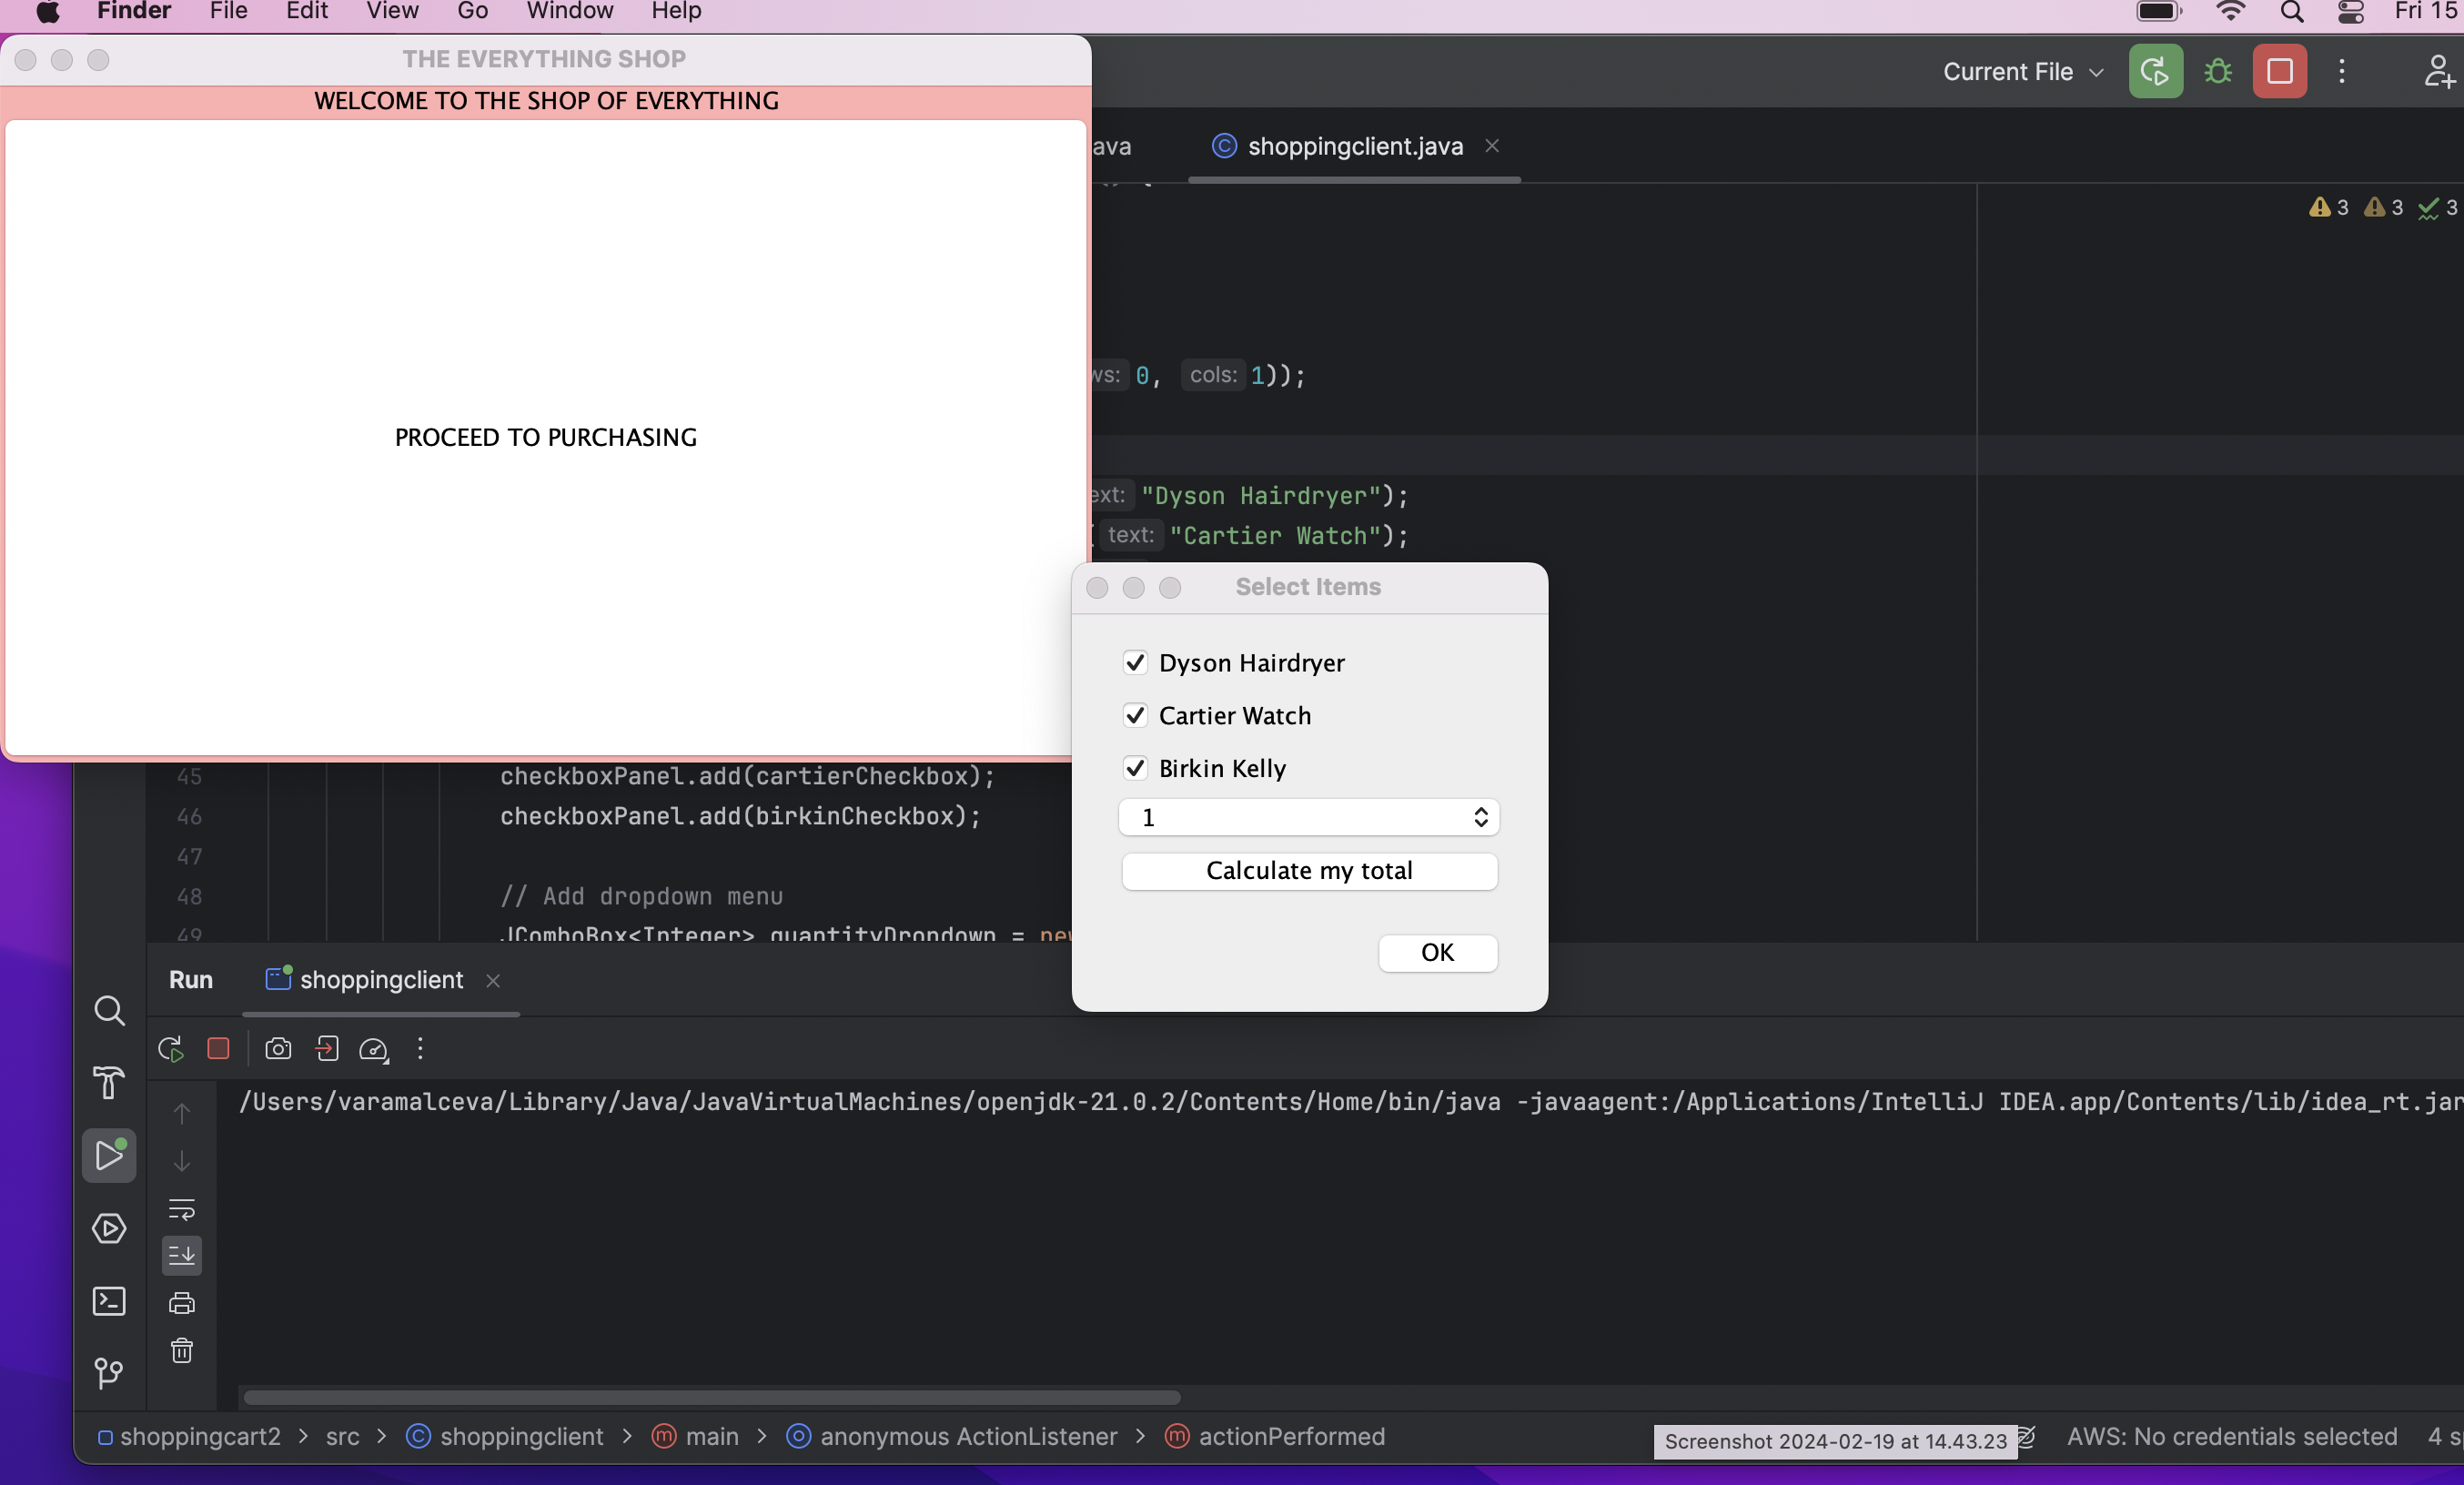 Finder File Edit View Go Window Help Fri 15
THE EVERYTHING SHOP
WELCOME TO THE SHOP OF EVERYTHING
PROCEED TO PURCHASING
Current File
ava
shoppingclient.java
3 3 3
ws: 0, cols: 1));
ext: "Dyson Hairdryer");
text: "Cartier Watch");
Select Items
Dyson Hairdryer
Cartier Watch
Birkin Kelly
1
Calculate my total
OK
45 checkboxPanel.add(cartierCheckbox);
46 checkboxPanel.add(birkinCheckbox);
47
48 // Add dropdown menu
49 JComboBox<Integer> quantityDropdown = new
Run shoppingclient
/Users/varamalceva/Library/Java/JavaVirtualMachines/openjdk-21.0.2/Contents/Home/bin/java -javaagent:/Applications/IntelliJ IDEA.app/Contents/lib/idea_rt.jar
shoppingcart2 > src > shoppingclient > main > anonymous ActionListener > actionPerformed
Screenshot 2024-02-19 at 14.43.23
AWS: No credentials selected 4 s